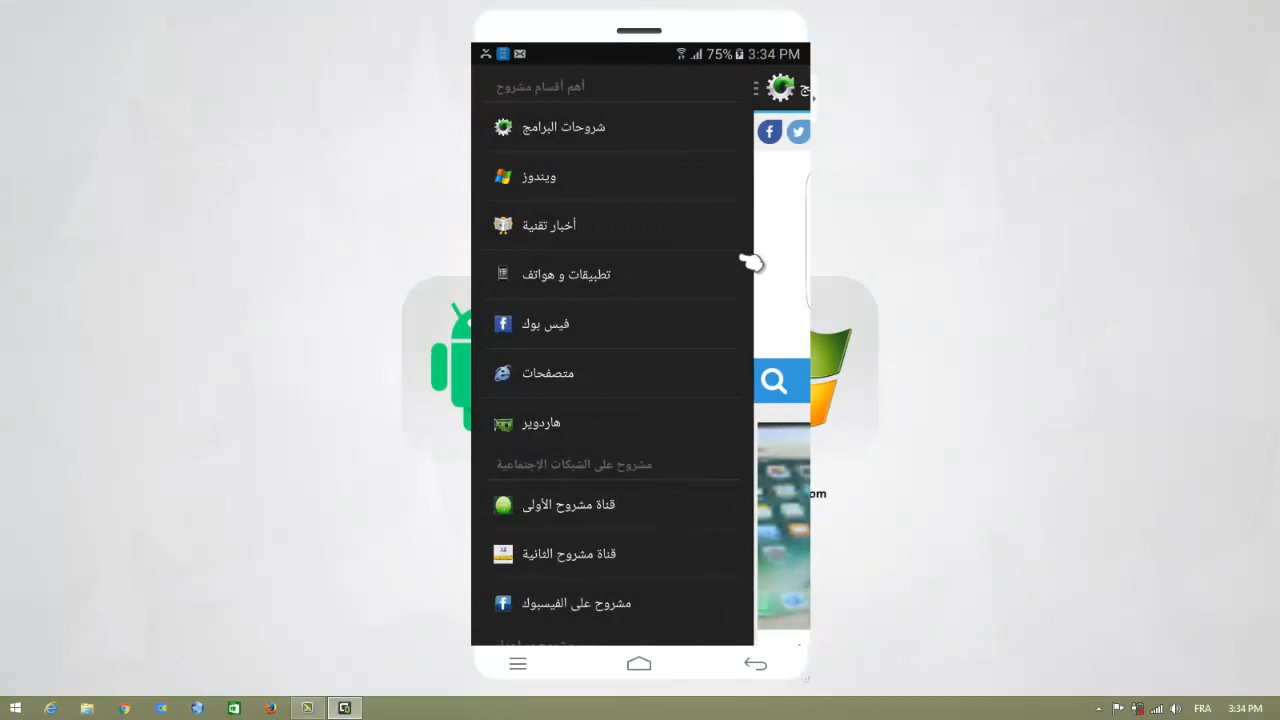 75% 3:34 PM
أهم أقسام مشروح
شروحات البرامج
ويندوز
أخبار تقنية
تطبيقات و هواتف
فيس بوك
متصفحات
هاردوير
مشروح على الشبكات الإجتماعية
قناة مشروح الأولى
قناة مشروح الثانية
مشروح على الفيسبوك
om
FRA 3:34 PM